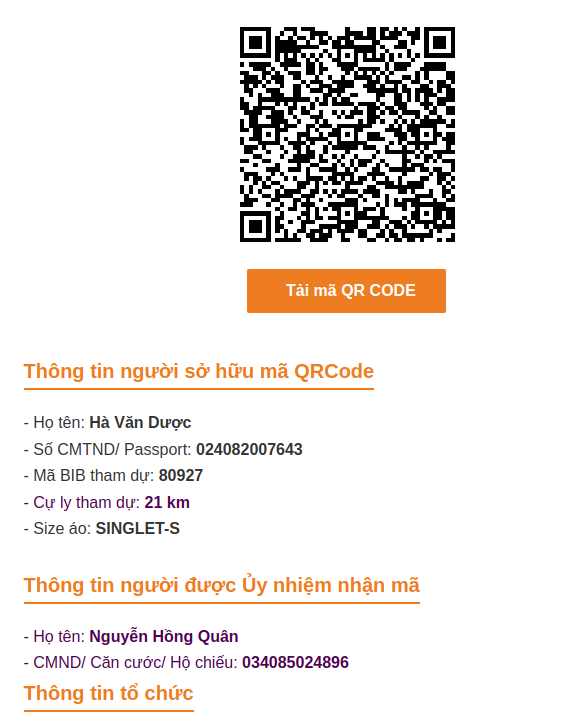 Tải mã QR CODE
Thông tin người sở hữu mã QRCode
- Họ tên: Hà Văn Dược
- Số CMTND/ Passport: 024082007643
- Mã BIB tham dự: 80927
- Cự ly tham dự: 21 km
- Size áo: SINGLET-S
Thông tin người được Ủy nhiệm nhận mã
- Họ tên: Nguyễn Hồng Quân
- CMND/ Căn cước/ Hộ chiếu: 034085024896
Thông tin tổ chức